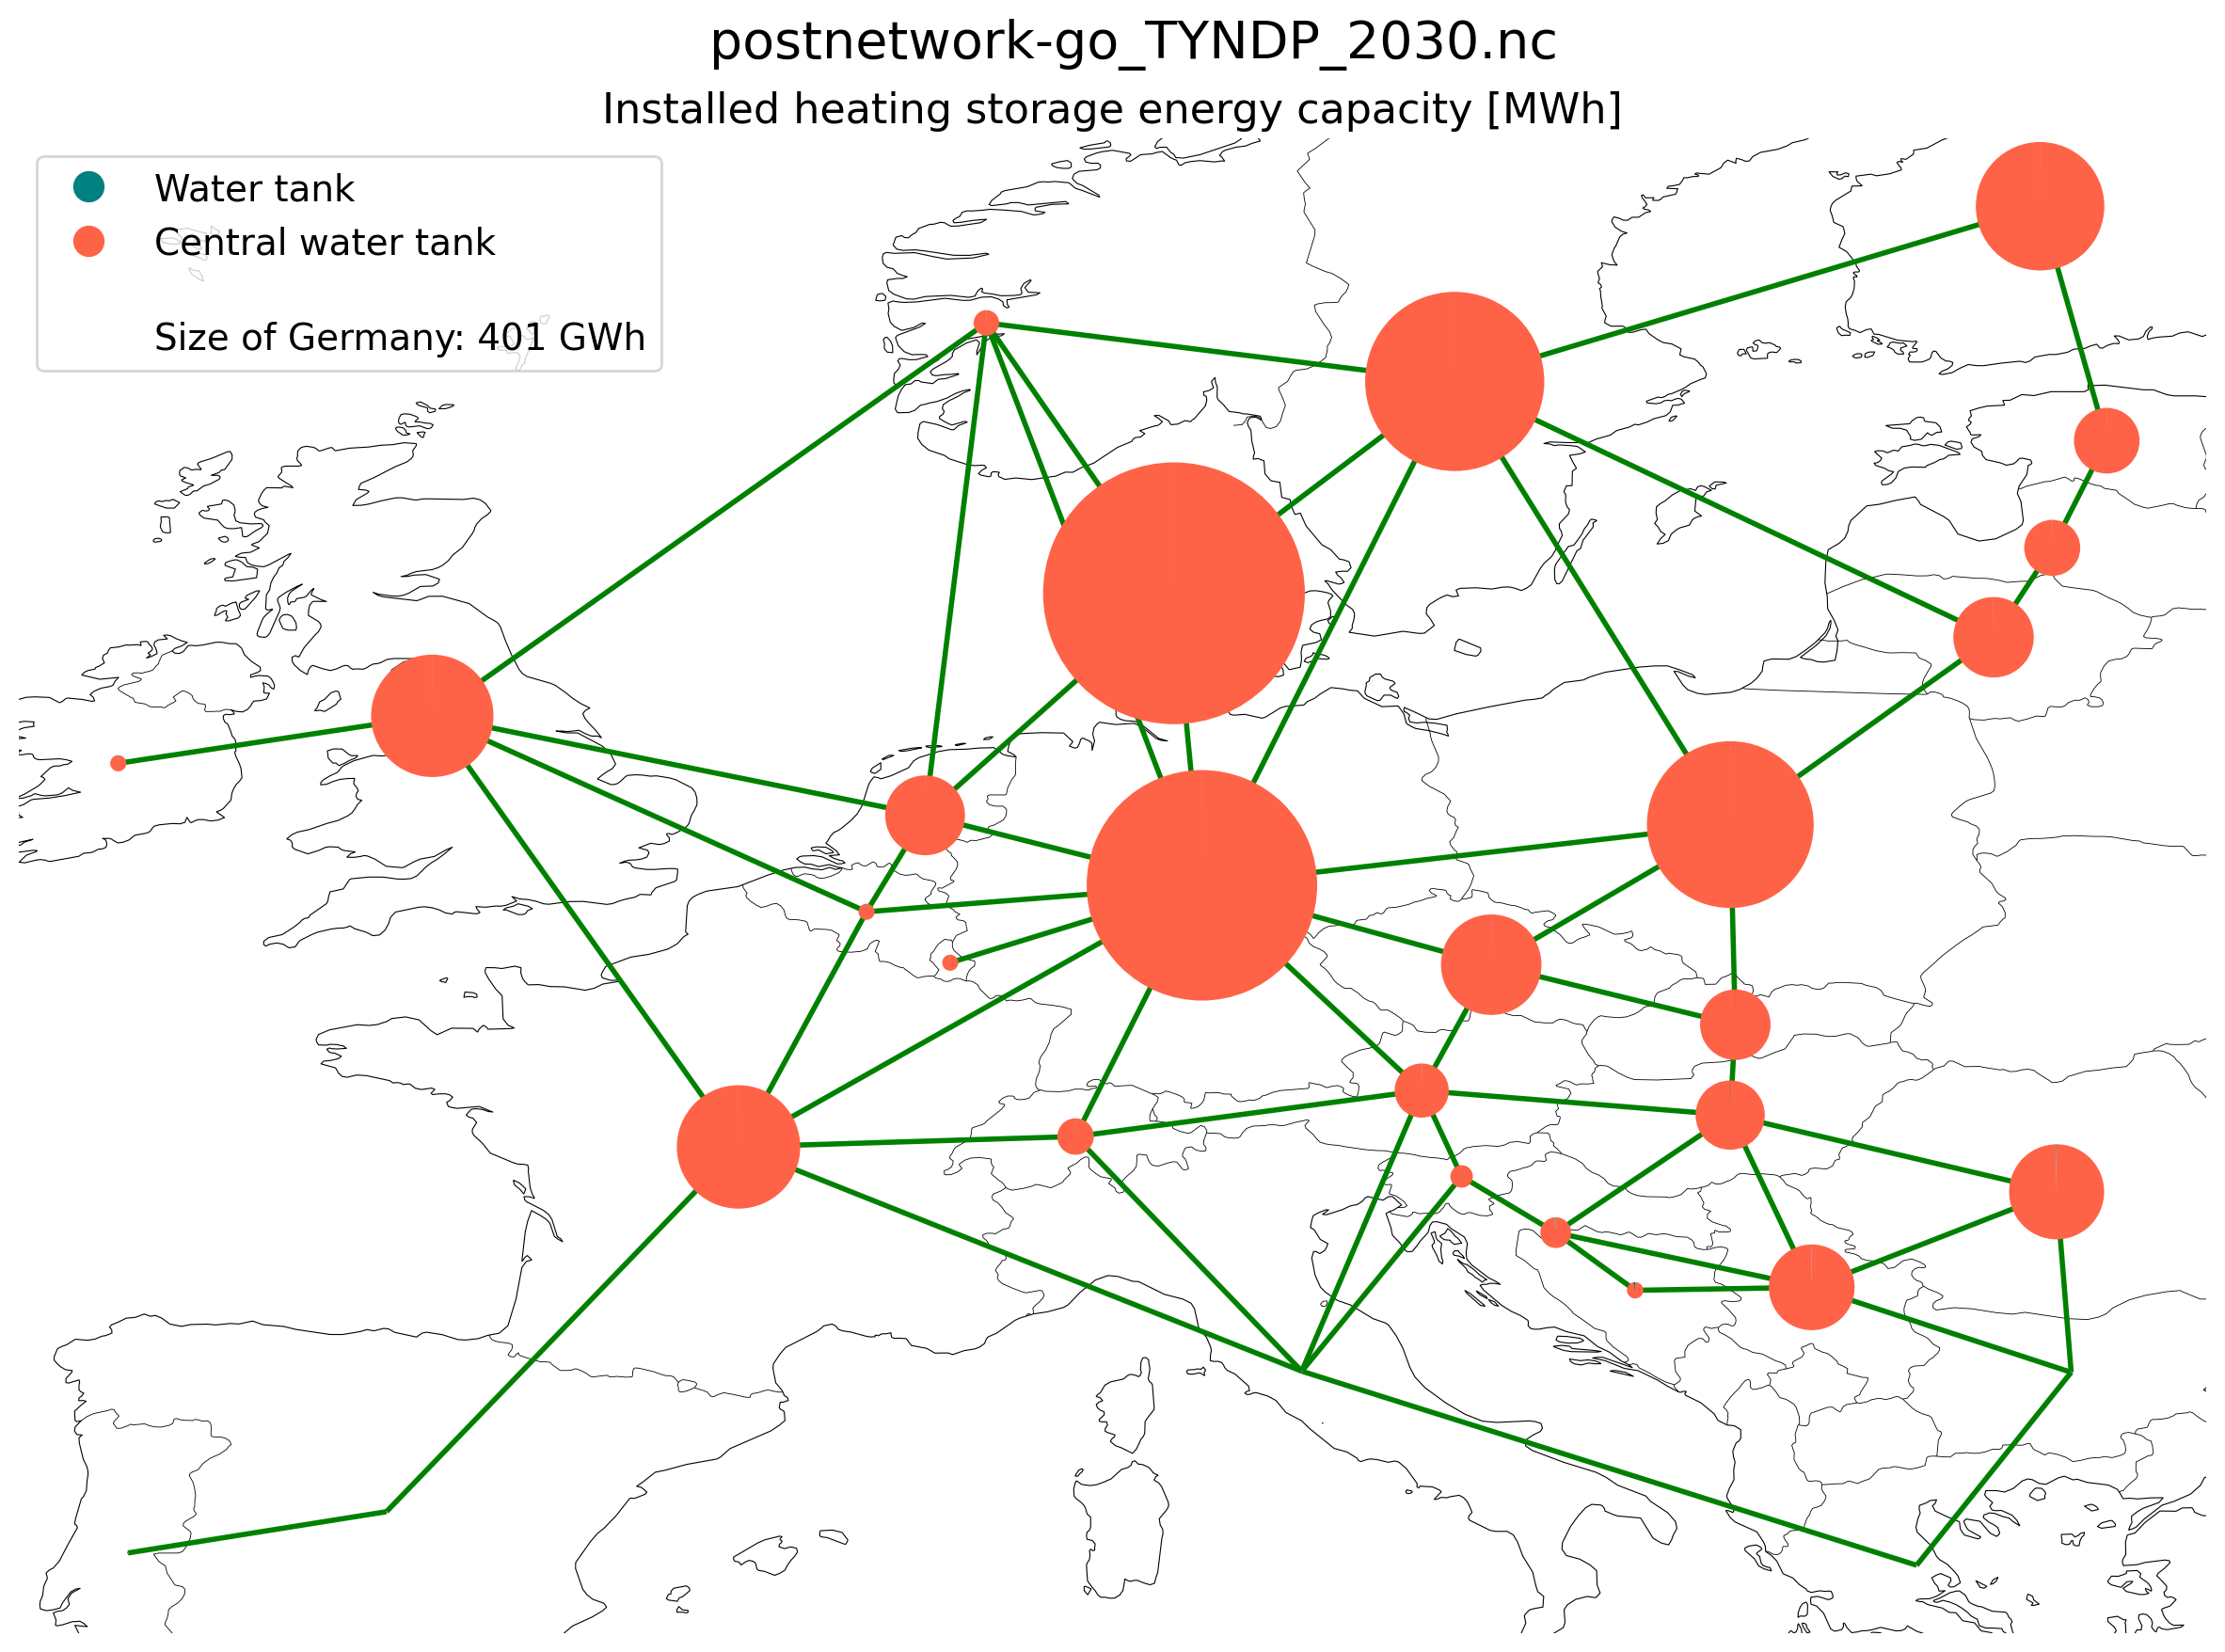 postnetwork-go_TYNDP_2030.nc
Installed heating storage energy capacity [MWh]
Water tank
Central water tank
Size of Germany: 401 GWh